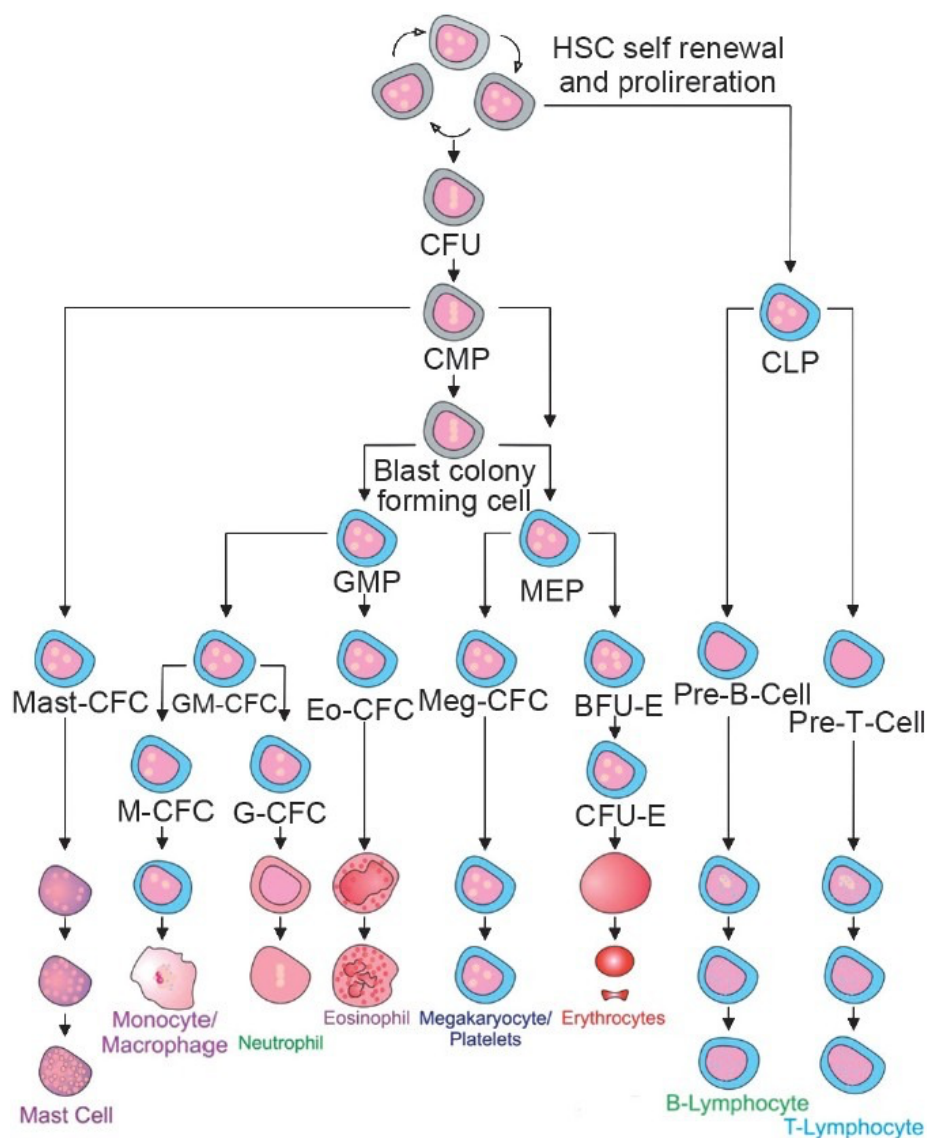 HSC self renewal
and prolireration
CFU
CMP
CLP
Blast colony
forming cell
GMP
MEP
Mast-CFC
GM-CFC
Eo-CFC
Meg-CFC
BFU-E
Pre-B-Cell
Pre-T-Cell
M-CFC
G-CFC
CFU-E
Monocyte/
Macrophage
Neutrophil
Eosinophil
Megakaryocyte/
Platelets
Erythrocytes
Mast Cell
B-Lymphocyte
T-Lymphocyte